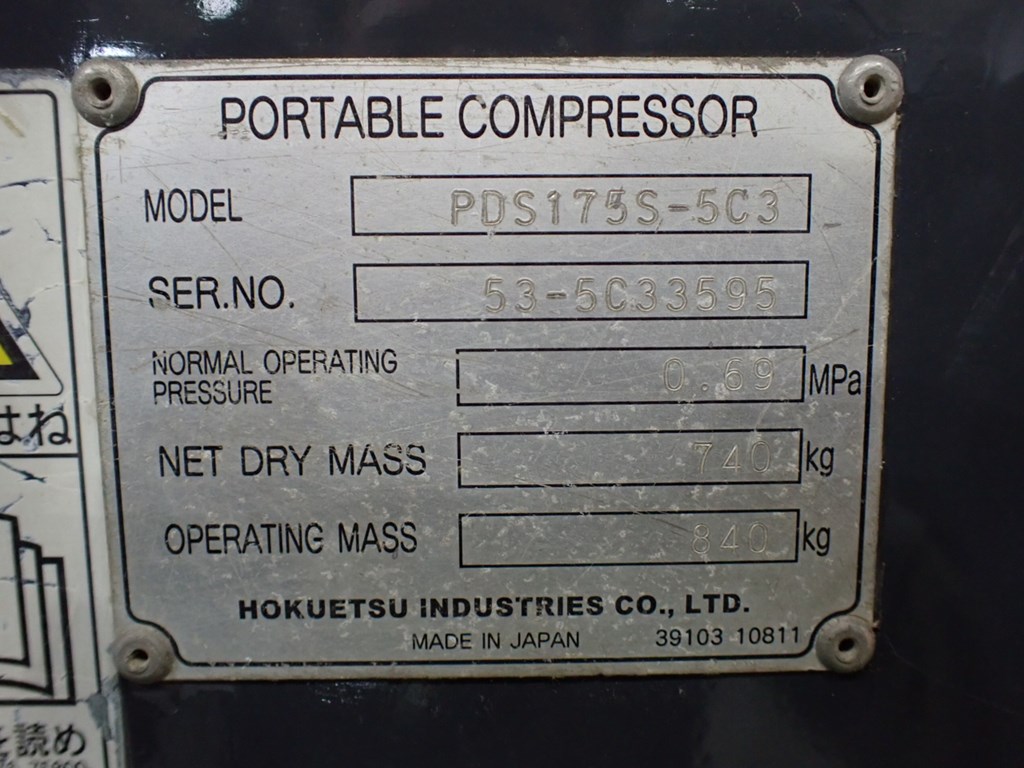 PORTABLE COMPRESSOR
MODEL PDS175S-5C3
SER.NO. 53-5C33595
NORMAL OPERATING
PRESSURE 0.69 MPa
NET DRY MASS 740 kg
OPERATING MASS 840 kg
HOKUETSU INDUSTRIES CO., LTD.
MADE IN JAPAN 39103 10811
はね
を読め